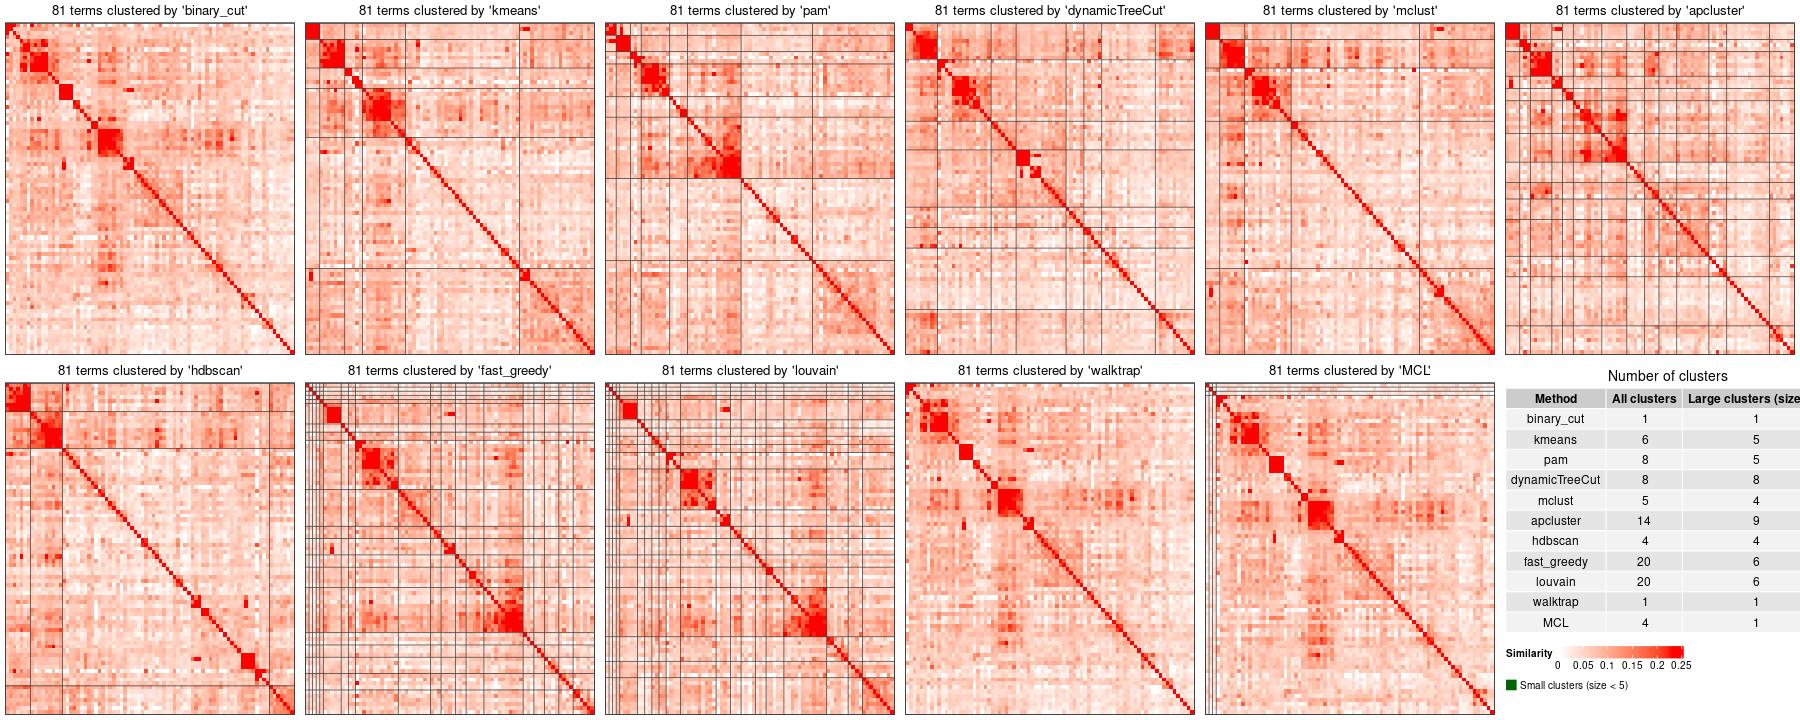 81 terms clustered by 'binary_cut'
81 terms clustered by 'kmeans'
81 terms clustered by 'pam'
81 terms clustered by 'dynamicTreeCut'
81 terms clustered by 'mclust'
81 terms clustered by 'apcluster'
81 terms clustered by 'hdbscan'
81 terms clustered by 'fast_greedy'
81 terms clustered by 'louvain'
81 terms clustered by 'walktrap'
81 terms clustered by 'MCL'
Number of clusters
Method All clusters Large clusters (size
binary_cut 1 1
kmeans 6 5
pam 8 5
dynamicTreeCut 8 8
mclust 5 4
apcluster 14 9
hdbscan 4 4
fast_greedy 20 6
louvain 20 6
walktrap 1 1
MCL 4 1
Similarity
0 0.05 0.1 0.15 0.2 0.25
Small clusters (size < 5)